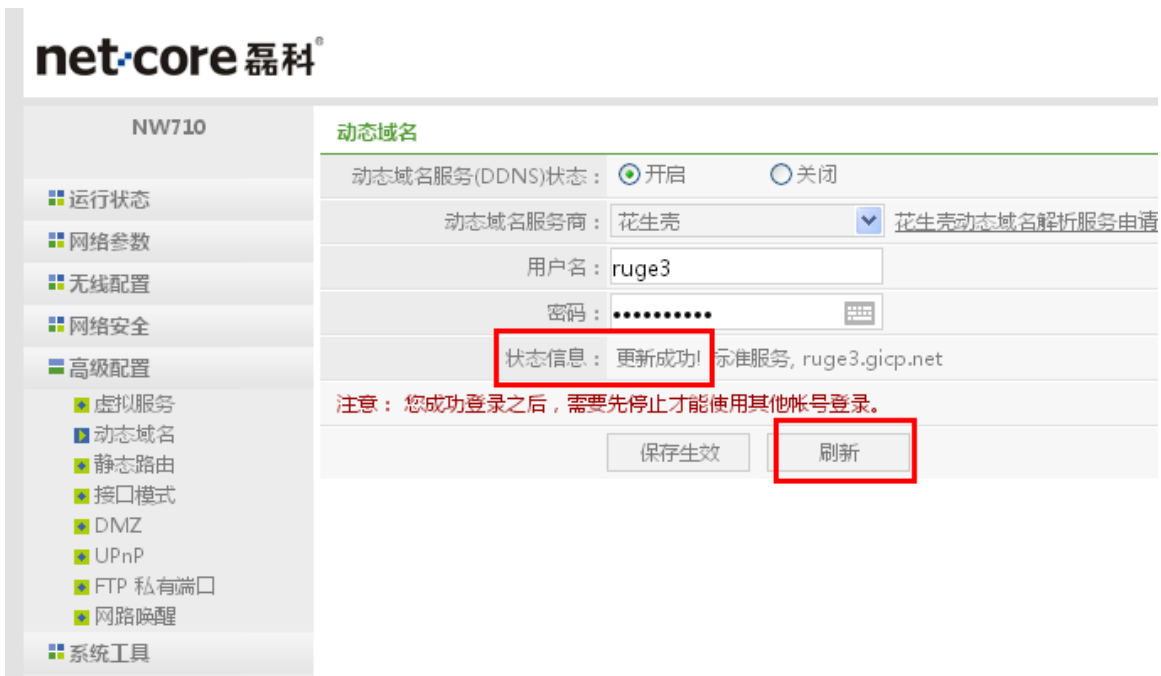 net·core 磊科®
NW710
运行状态
网络参数
无线配置
网络安全
高级配置
虚拟服务
动态域名
静态路由
接口模式
DMZ
UPnP
FTP 私有端口
网路唤醒
系统工具
动态域名
动态域名服务(DDNS)状态: 开启 关闭
动态域名服务商: 花生壳 花生壳动态域名解析服务申请
用户名: ruge3
密码: ••••••••••
状态信息: 更新成功! 标准服务, ruge3.gicp.net
注意: 您成功登录之后,需要先停止才能使用其他帐号登录。
保存生效 刷新